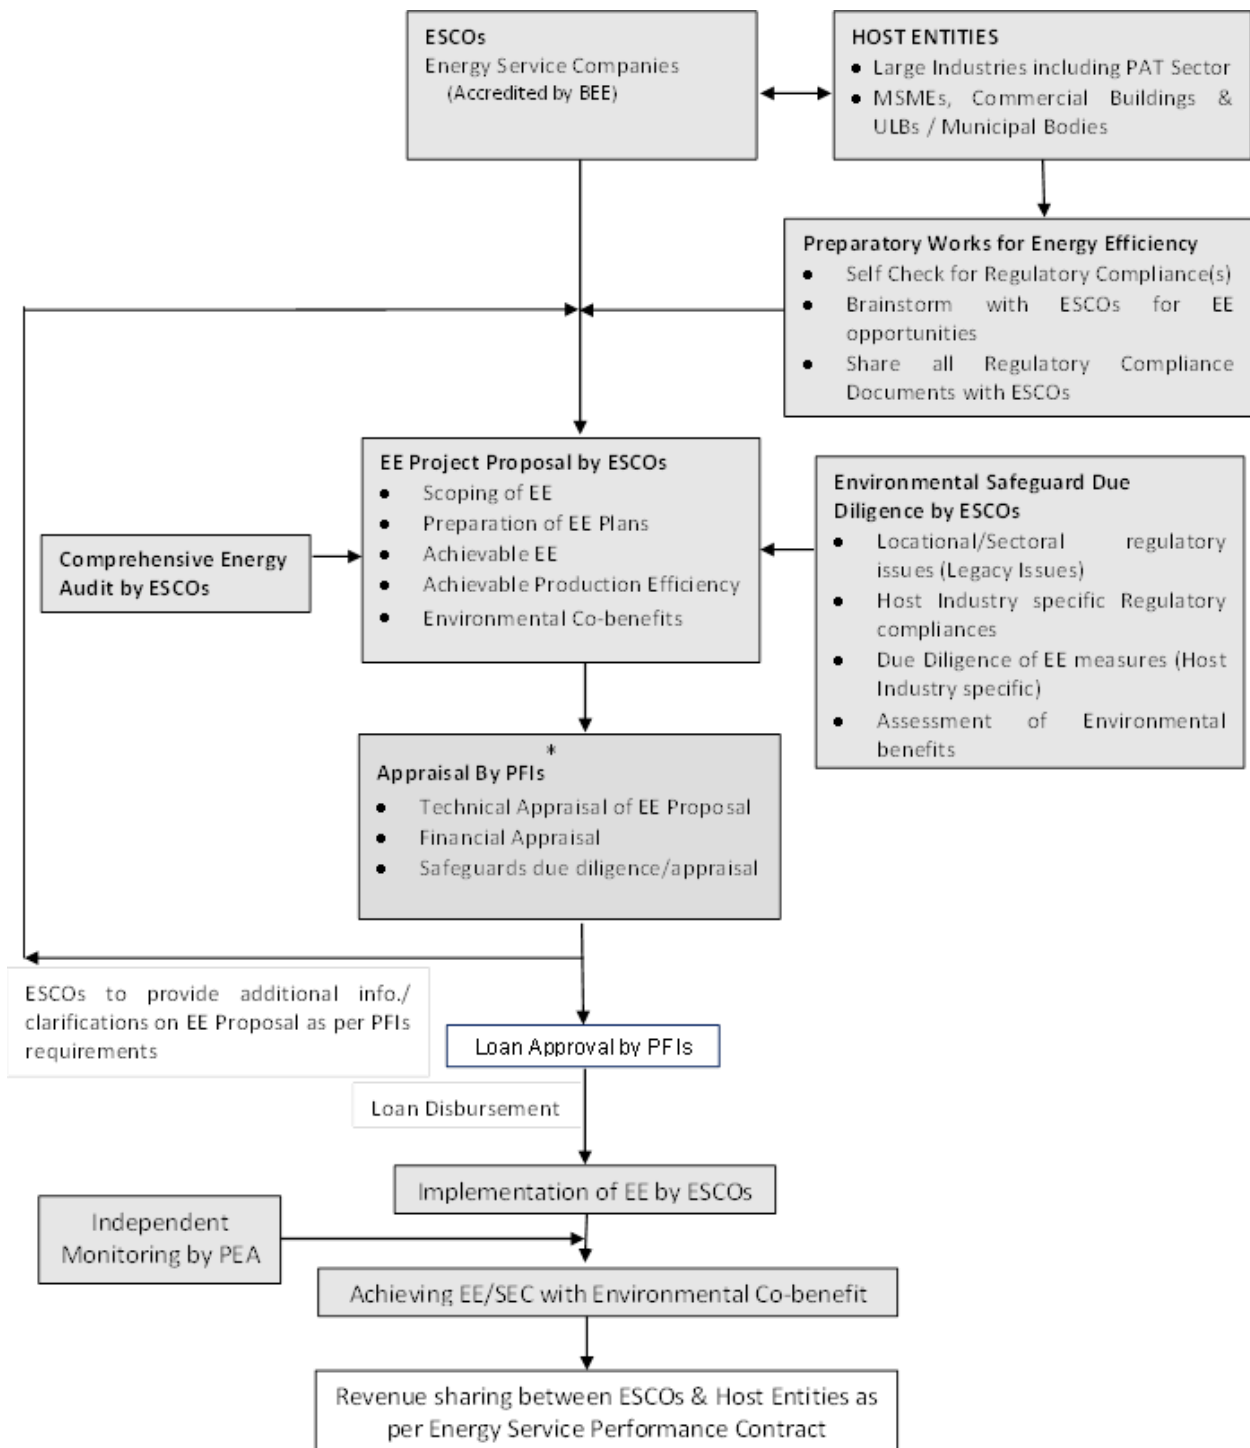 ESCOs
Energy Service Companies
(Accredited by BEE)
HOST ENTITIES
● Large Industries including PAT Sector
● MSMEs, Commercial Buildings &
ULBs / Municipal Bodies
Preparatory Works for Energy Efficiency
● Self Check for Regulatory Compliance(s)
● Brainstorm with ESCOs for EE
opportunities
● Share all Regulatory Compliance
Documents with ESCOs
EE Project Proposal by ESCOs
● Scoping of EE
● Preparation of EE Plans
● Achievable EE
● Achievable Production Efficiency
● Environmental Co-benefits
Comprehensive Energy
Audit by ESCOs
Environmental Safeguard Due
Diligence by ESCOs
● Locational/Sectoral regulatory
issues (Legacy Issues)
● Host Industry specific Regulatory
compliances
● Due Diligence of EE measures (Host
Industry specific)
● Assessment of Environmental
benefits
*
Appraisal By PFIs
● Technical Appraisal of EE Proposal
● Financial Appraisal
● Safeguards due diligence/appraisal
ESCOs to provide additional info./
clarifications on EE Proposal as per PFIs
requirements
Loan Approval by PFIs
Loan Disbursement
Implementation of EE by ESCOs
Independent
Monitoring by PEA
Achieving EE/SEC with Environmental Co-benefit
Revenue sharing between ESCOs & Host Entities as
per Energy Service Performance Contract